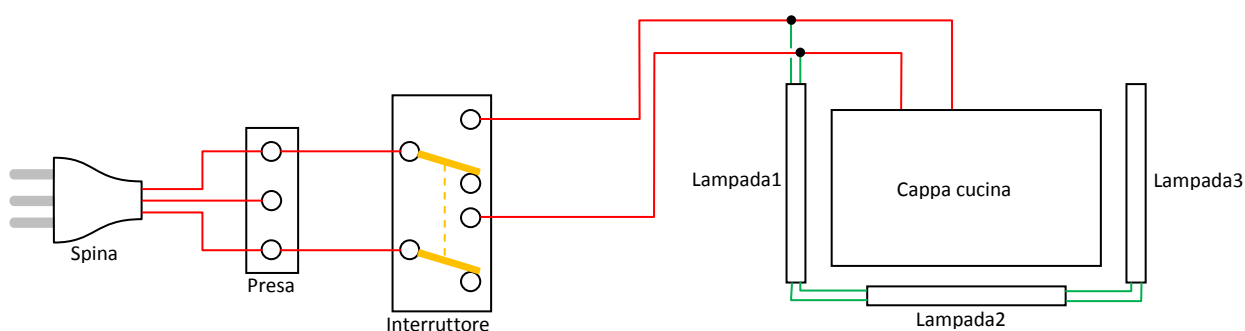 Spina
Presa
Interruttore
Lampada1
Cappa cucina
Lampada3
Lampada2